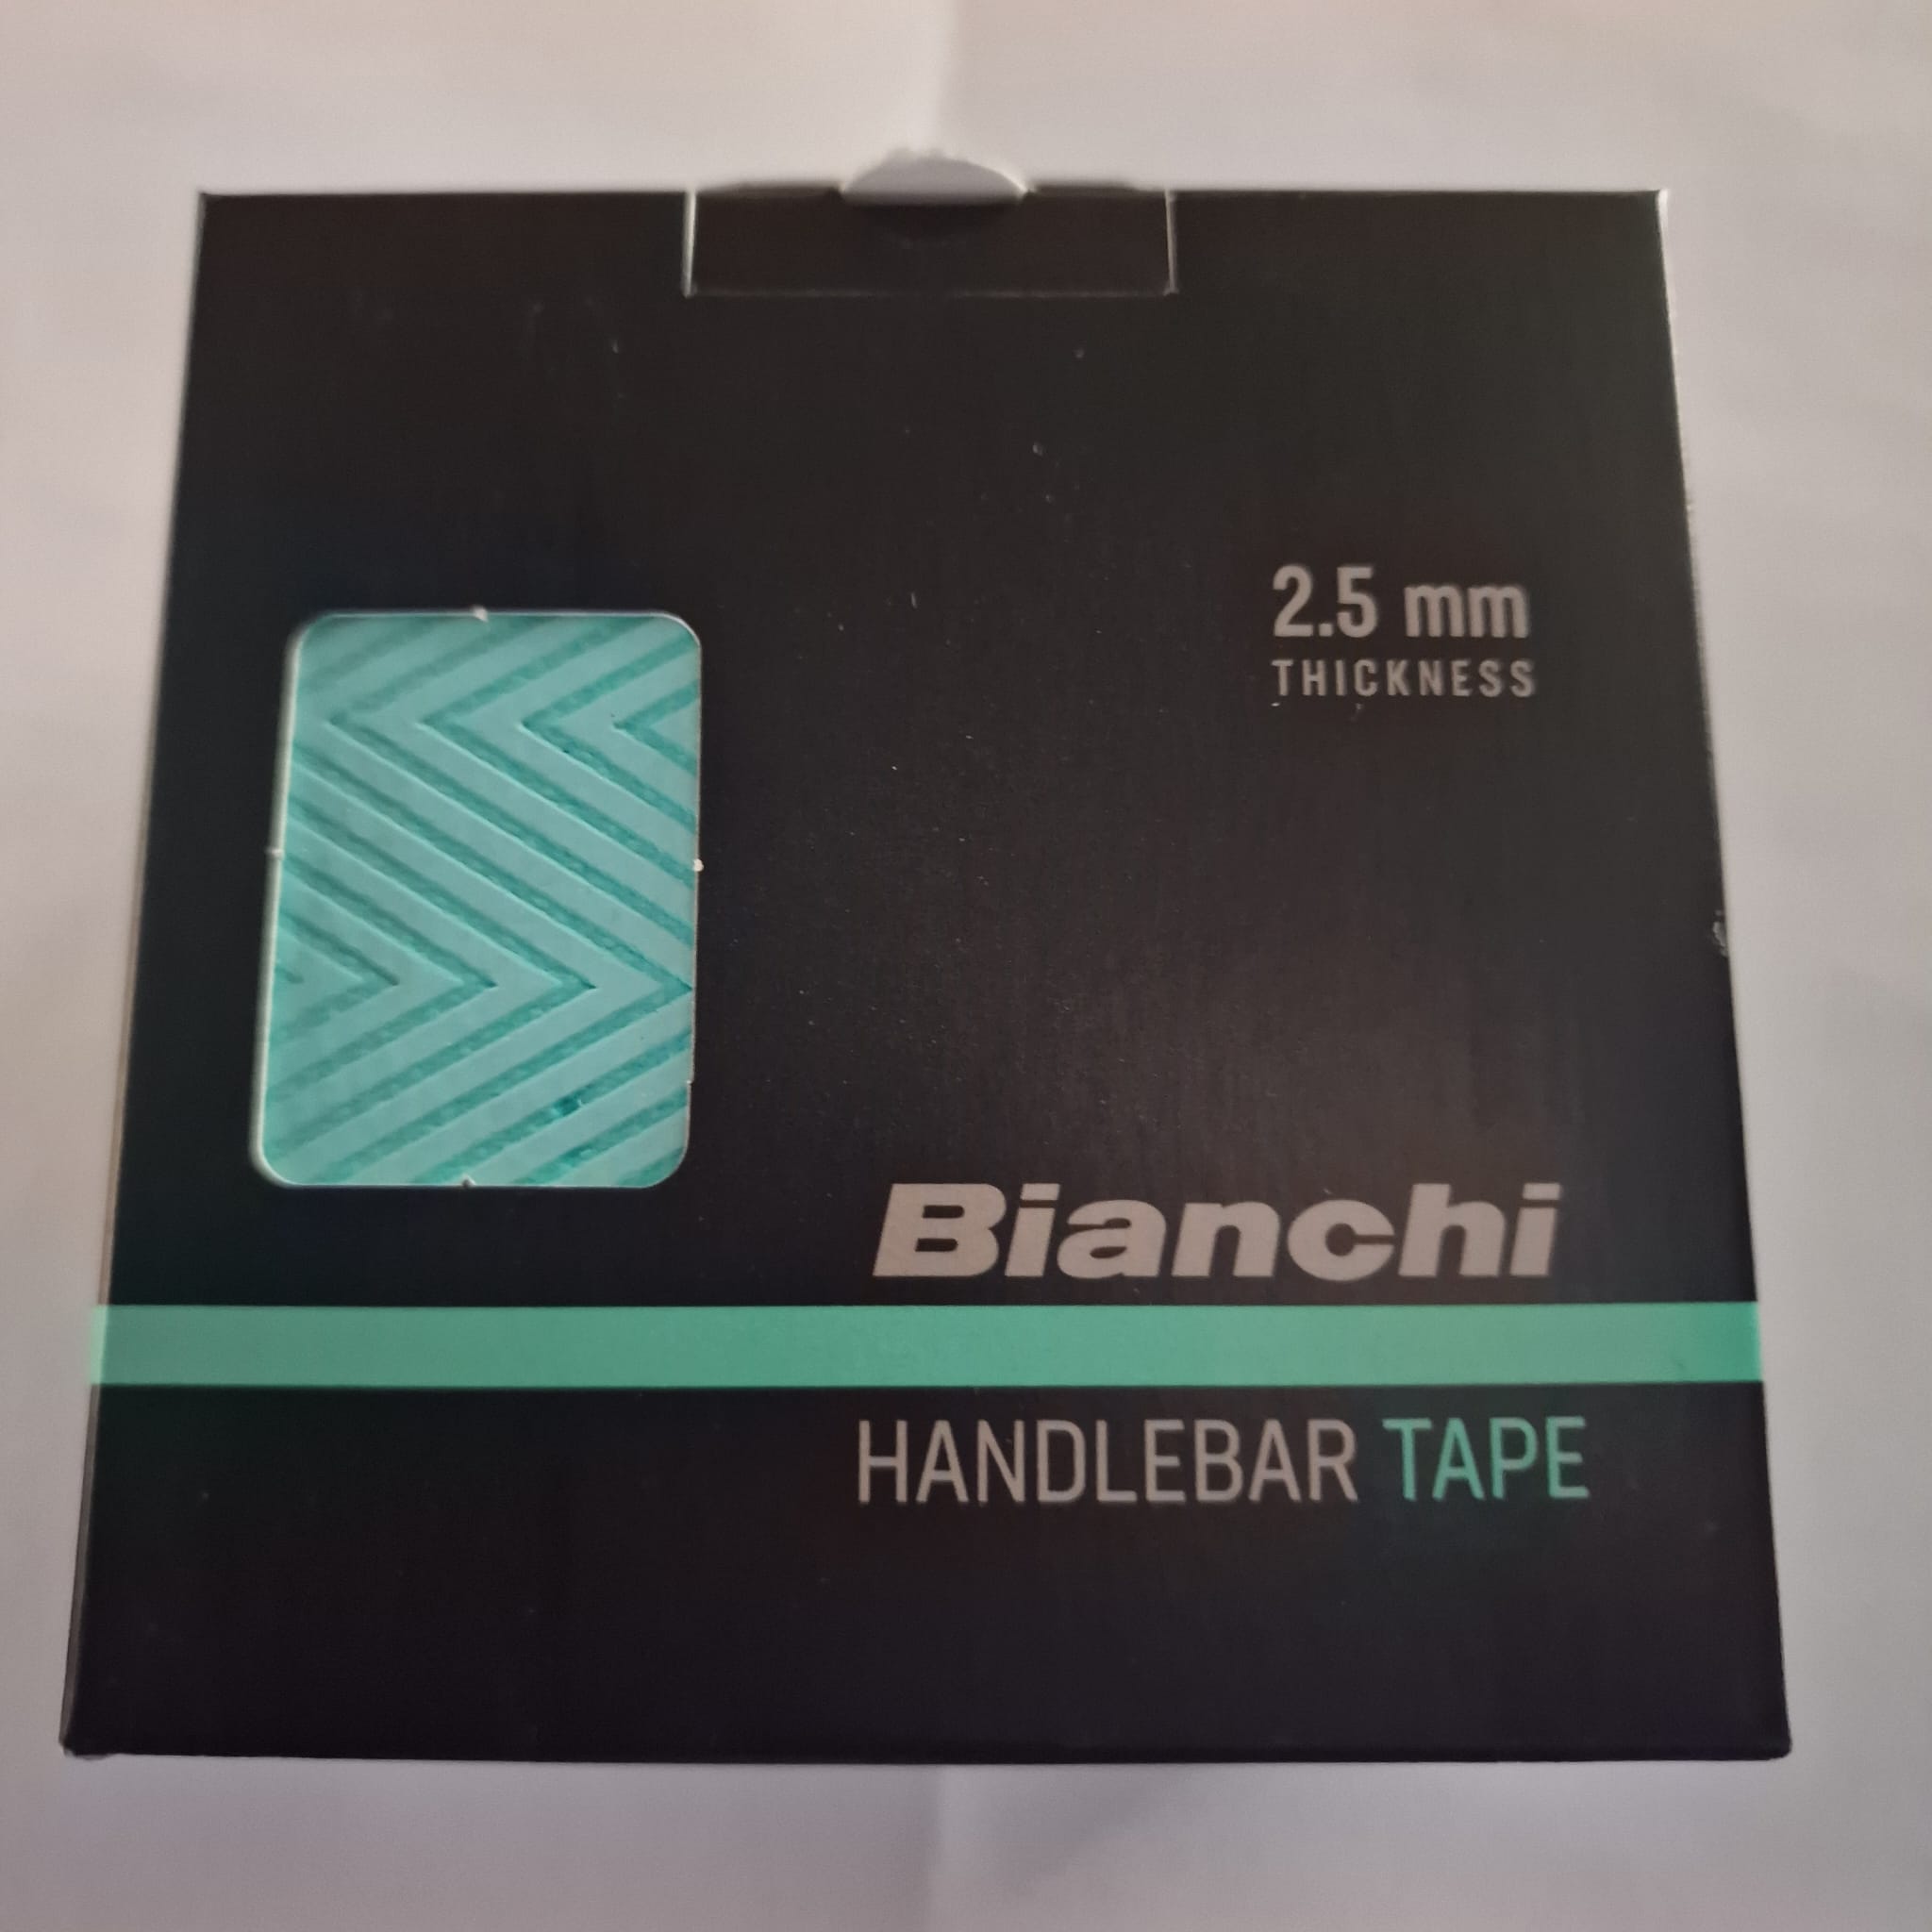 2.5 mm
THICKNESS
Bianchi
HANDLEBAR TAPE